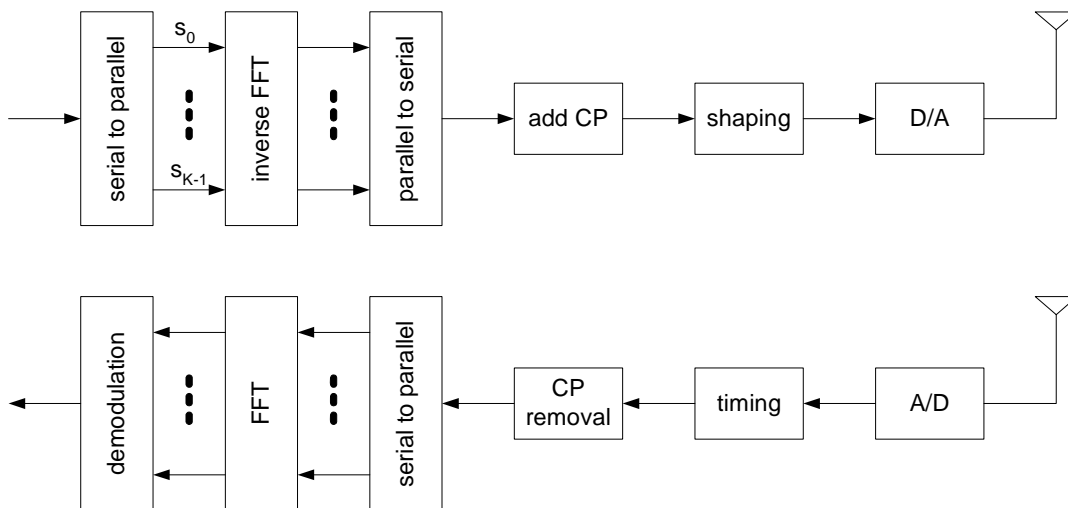 serial to parallel
s0
sK-1
inverse FFT
parallel to serial
add CP
shaping
D/A
demodulation
FFT
serial to parallel
CP
removal
timing
A/D